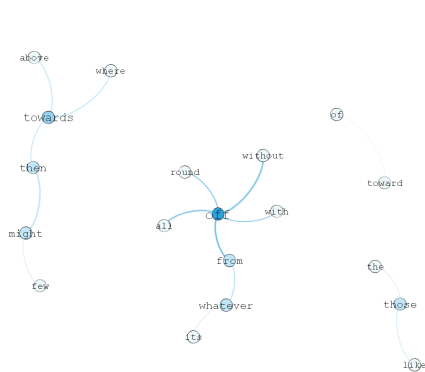 above
where
towards
then
might
few
round
without
off
with
all
from
whatever
its
of
toward
the
those
like